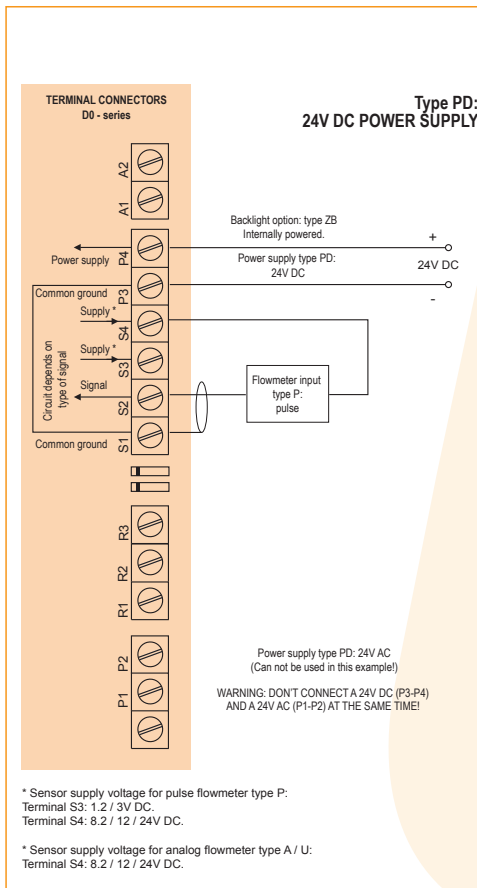 TERMINAL CONNECTORS
D0 - series
Type PD:
24V DC POWER SUPPLY
A2
A1
P4
P3
S4
S3
S2
S1
R3
R2
R1
P2
P1
Backlight option: type ZB
Internally powered.
Power supply type PD:
24V DC
+
24V DC
-
Power supply
Common ground
Supply *
Supply *
Signal
Common ground
Circuit depends on
type of signal
Flowmeter input
type P:
pulse
Power supply type PD: 24V AC
(Can not be used in this example!)
WARNING: DON'T CONNECT A 24V DC (P3-P4)
AND A 24V AC (P1-P2) AT THE SAME TIME!
* Sensor supply voltage for pulse flowmeter type P:
Terminal S3: 1.2 / 3V DC.
Terminal S4: 8.2 / 12 / 24V DC.
* Sensor supply voltage for analog flowmeter type A / U:
Terminal S4: 8.2 / 12 / 24V DC.